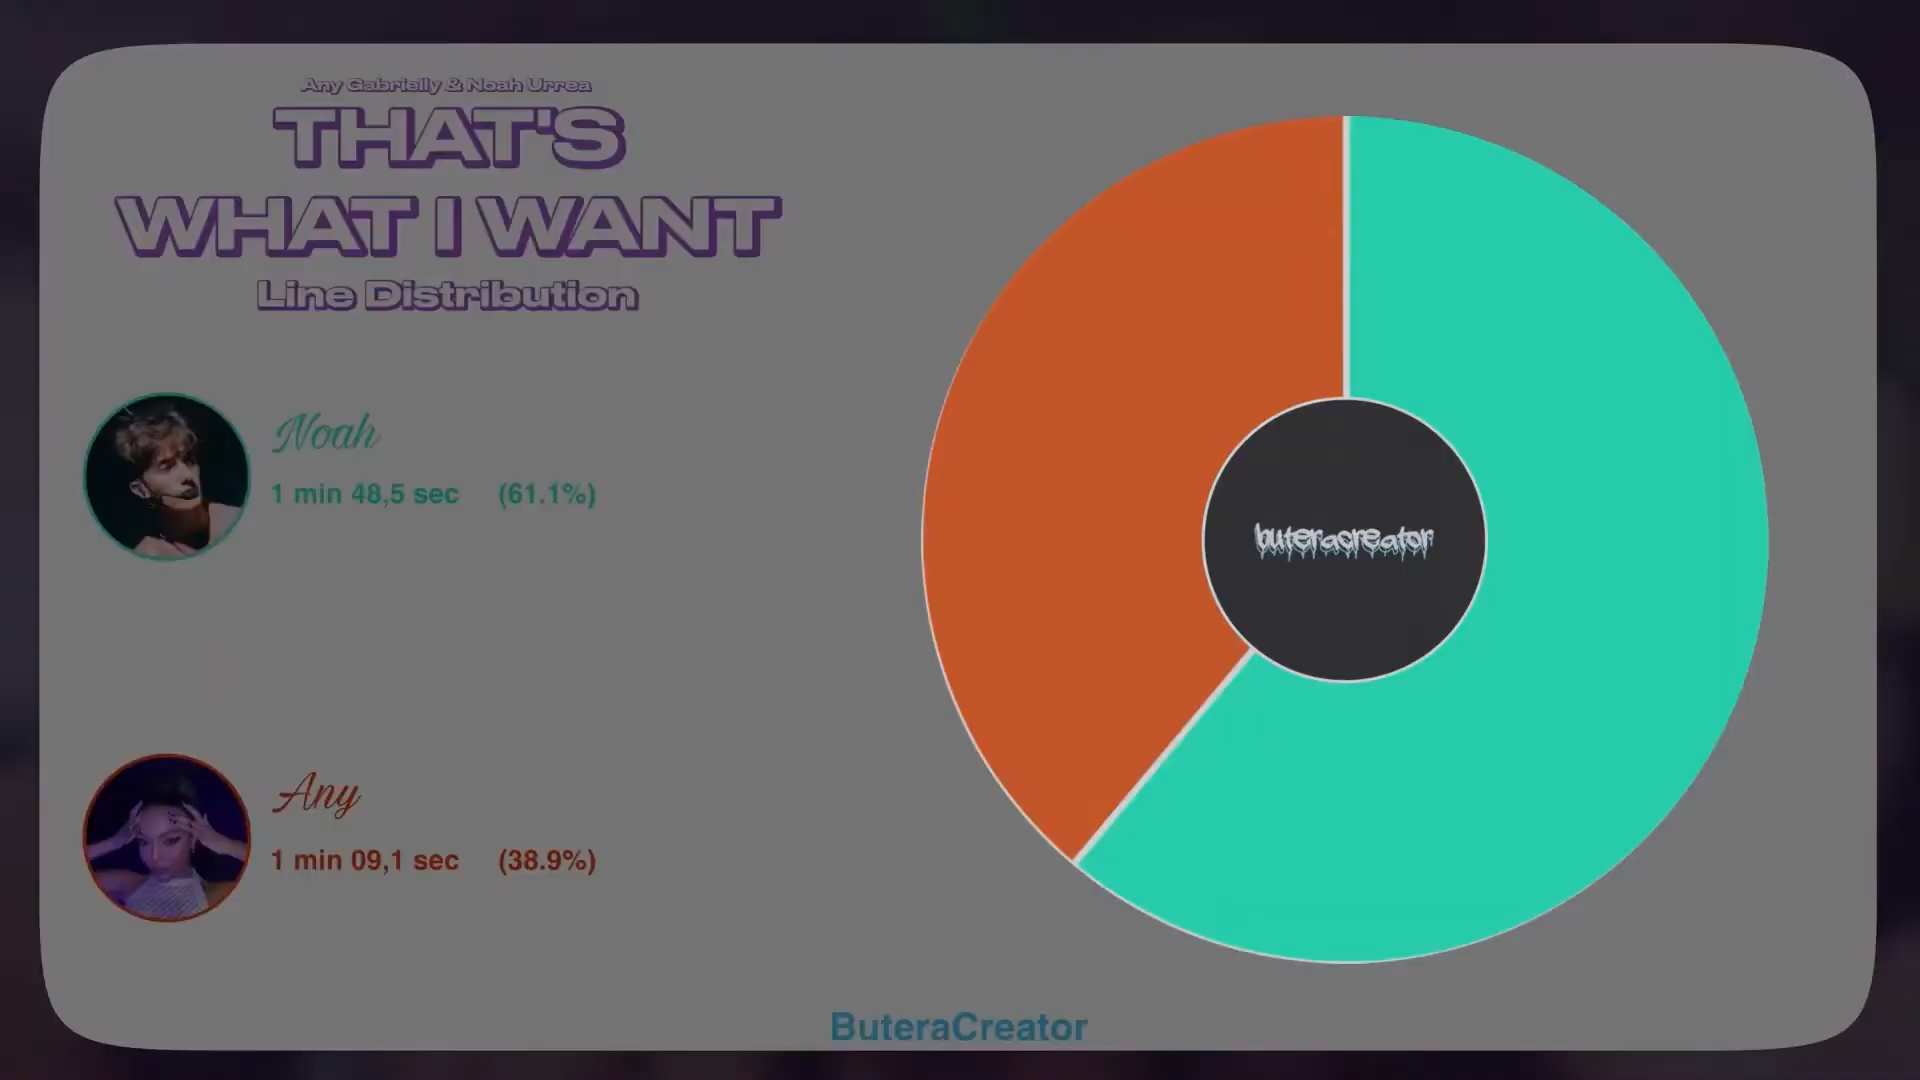 Any Gabrielly & Noah Urrea
THAT'S
WHAT I WANT
Line Distribution
Noah
1 min 48,5 sec (61.1%)
Any
1 min 09,1 sec (38.9%)
buteracreator
ButeraCreator